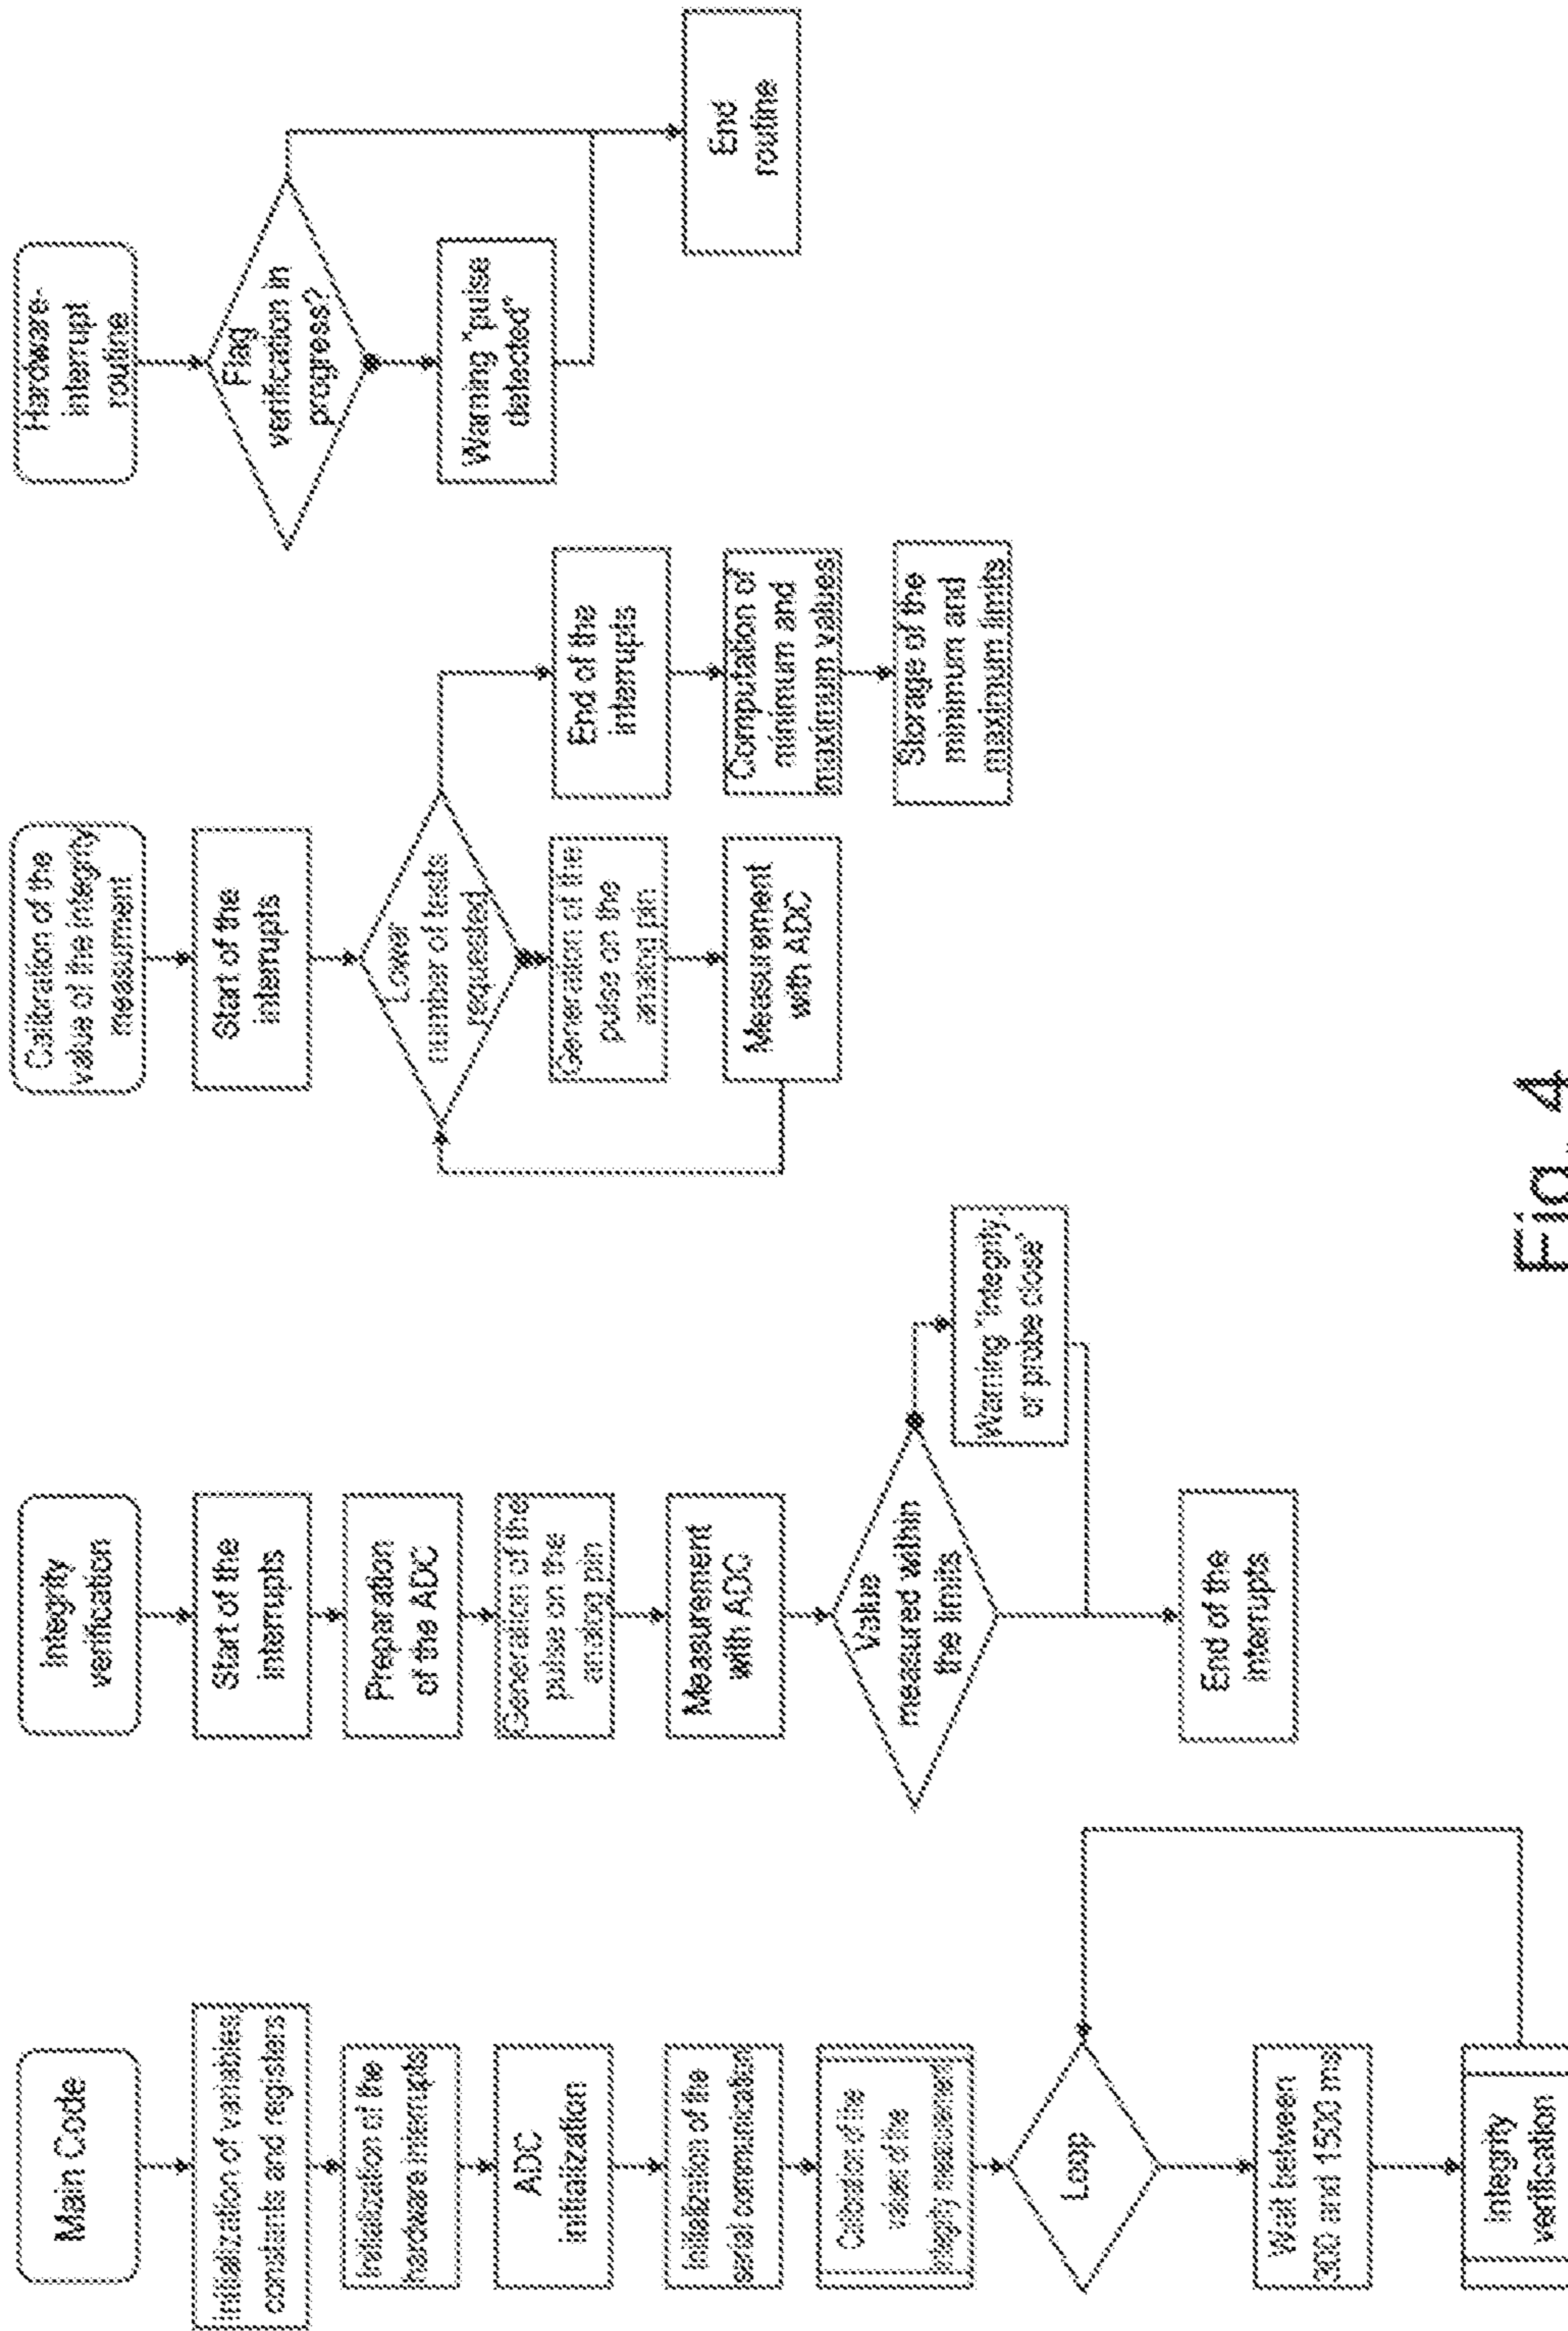 Main Code
Initialization of variables,
constants and registers
Initialization of the
hardware interrupts
ADC
initialization
Initialization of the
serial communication
Calibration of the
values of the
integrity measurements
Loop
Wait between
300 and 1500 ms
Integrity
verification
Integrity
verification
Start of the
interrupts
Preparation
of the ADC
Generation of the
pulse on the
analog pin
Measurement
with ADC
Value
measured within
the limits
Warning "Integrity,
or probe close"
End of the
interrupts
Calibration of the
value of the integrity
measurment
Start of the
interrupts
Lower
number of tests
requested
Generation of the
pulse on the
analog pin
Measurement
with ADC
End of the
interrupts
Computation of
minimum and
maximum values
Storage of the
minimum and
maximum limits
Hardware-
interrupt
routine
Flag
verification in
progress?
Warning "pulse
detected"
End
routine
Fig. 4